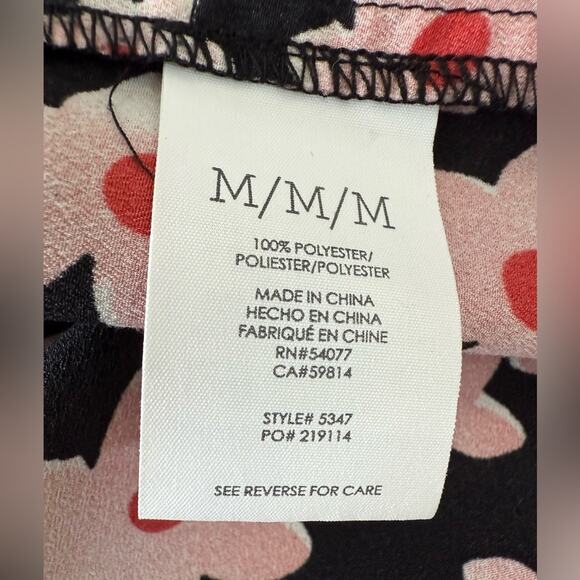 M/M/M
100% POLYESTER/
POLIESTER/POLYESTER
MADE IN CHINA
HECHO EN CHINA
FABRIQUÉ EN CHINE
RN#54077
CA#59814
STYLE# 5347
PO# 219114
SEE REVERSE FOR CARE